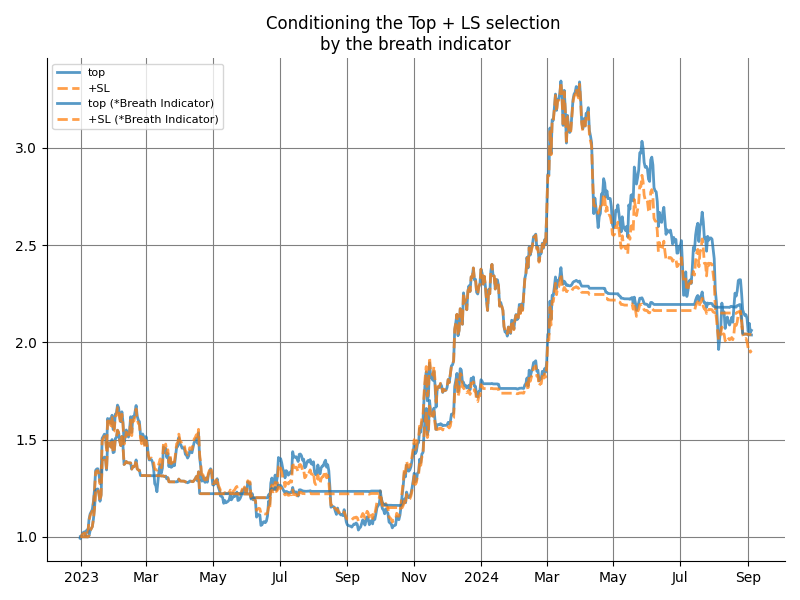 Conditioning the Top + LS selection
by the breath indicator
top
+SL
top (*Breath Indicator)
+SL (*Breath Indicator)
3.0
2.5
2.0
1.5
1.0
2023 Mar May Jul Sep Nov 2024 Mar May Jul Sep